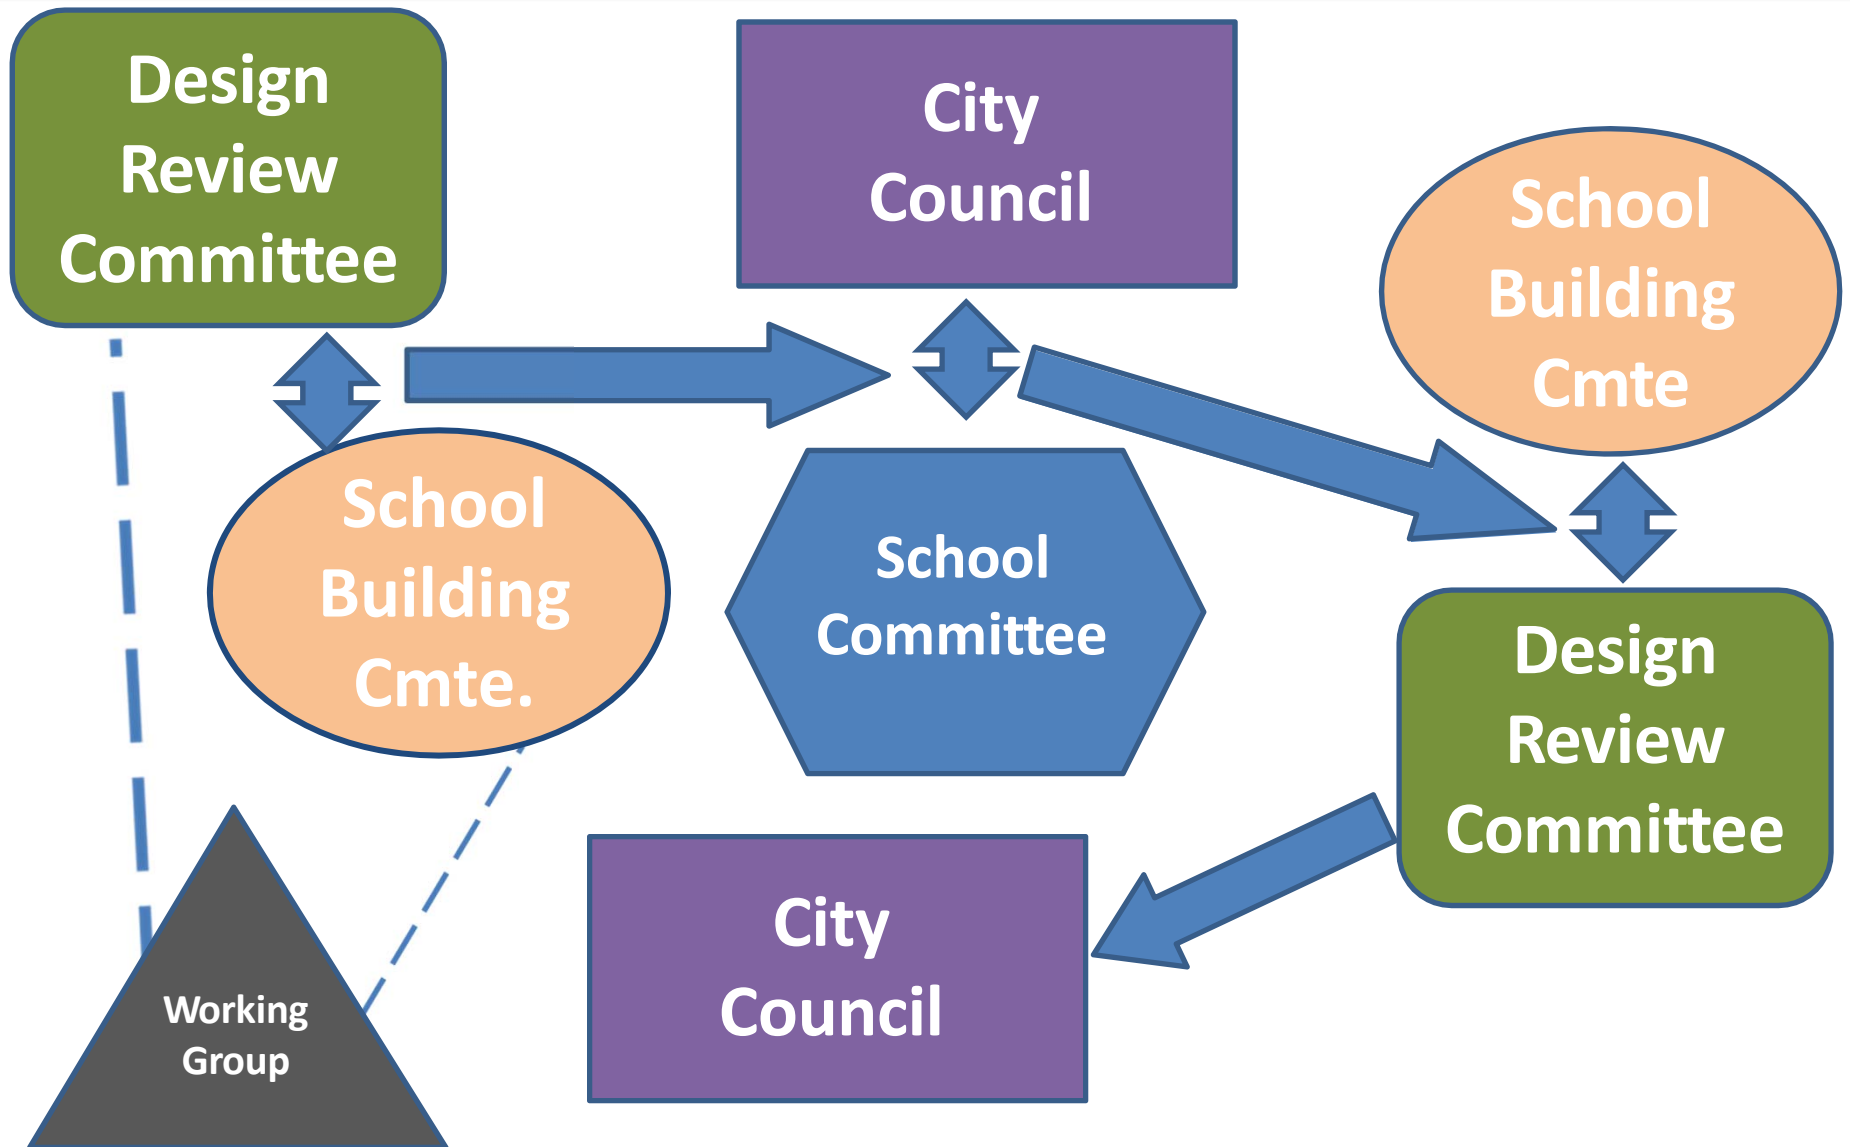 Design
Review
Committee
City
Council
School
Building
Cmte
School
Building
Cmte.
School
Committee
Design
Review
Committee
City
Council
Working
Group